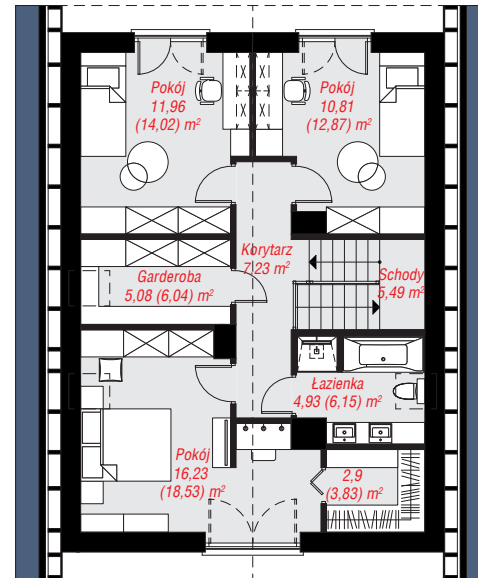 Pokój
11,96
(14,02) m²
Pokój
10,81
(12,87) m²
Korytarz
7,23 m²
Garderoba
5,08 (6,04) m²
Schody
5,49 m²
Łazienka
4,93 (6,15) m²
Pokój
16,23
(18,53) m²
2,9
(3,83) m²